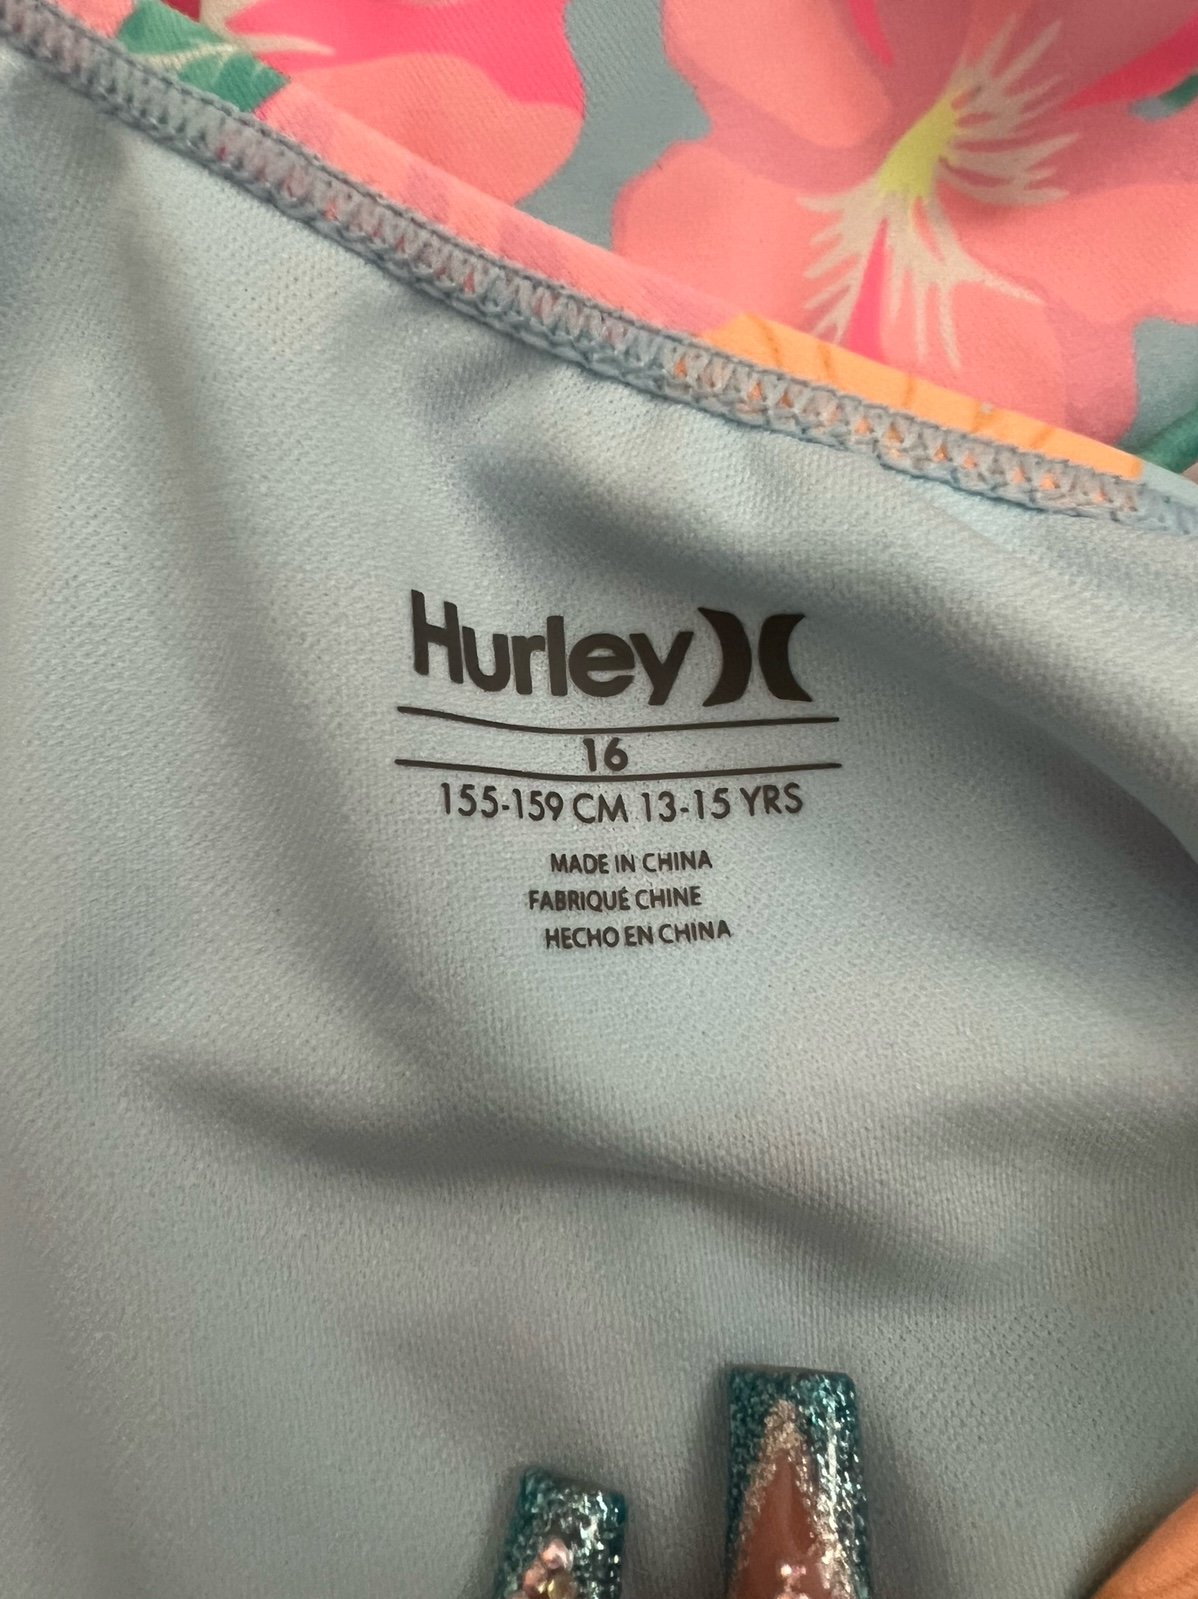 Hurley
16
155-159 CM 13-15 YRS
MADE IN CHINA
FABRIQUÉ CHINE
HECHO EN CHINA